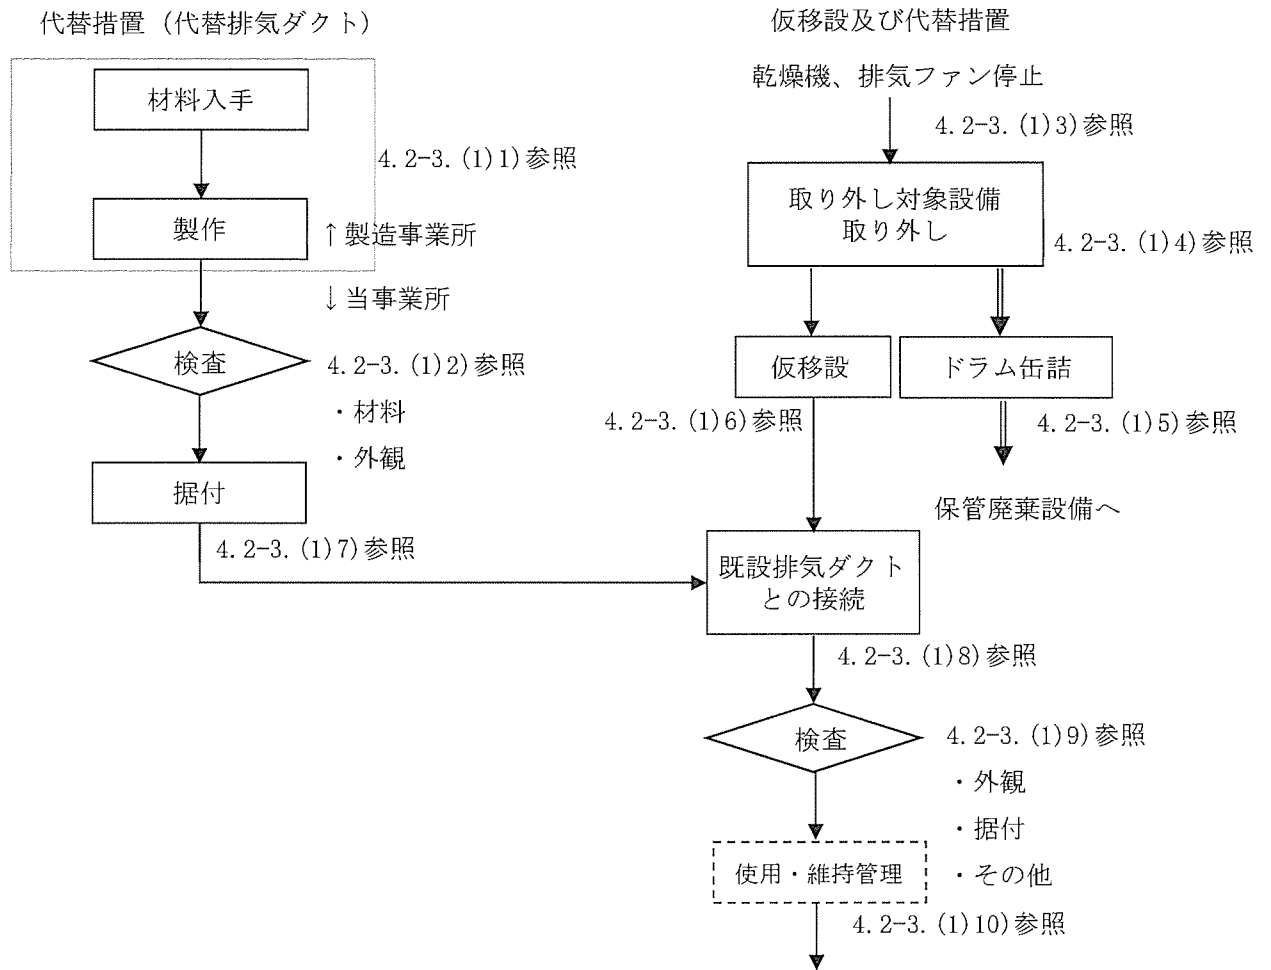 代替措置（代替排気ダクト）
材料入手
4.2-3.(1)1)参照
製作
↑製造事業所
↓当事業所
検査
4.2-3.(1)2)参照
・材料
・外観
据付
4.2-3.(1)7)参照
仮移設及び代替措置
乾燥機、排気ファン停止
4.2-3.(1)3)参照
取り外し対象設備
取り外し
4.2-3.(1)4)参照
仮移設
ドラム缶詰
4.2-3.(1)6)参照
4.2-3.(1)5)参照
保管廃棄設備へ
既設排気ダクト
との接続
4.2-3.(1)8)参照
検査
4.2-3.(1)9)参照
・外観
・据付
・その他
使用・維持管理
4.2-3.(1)10)参照